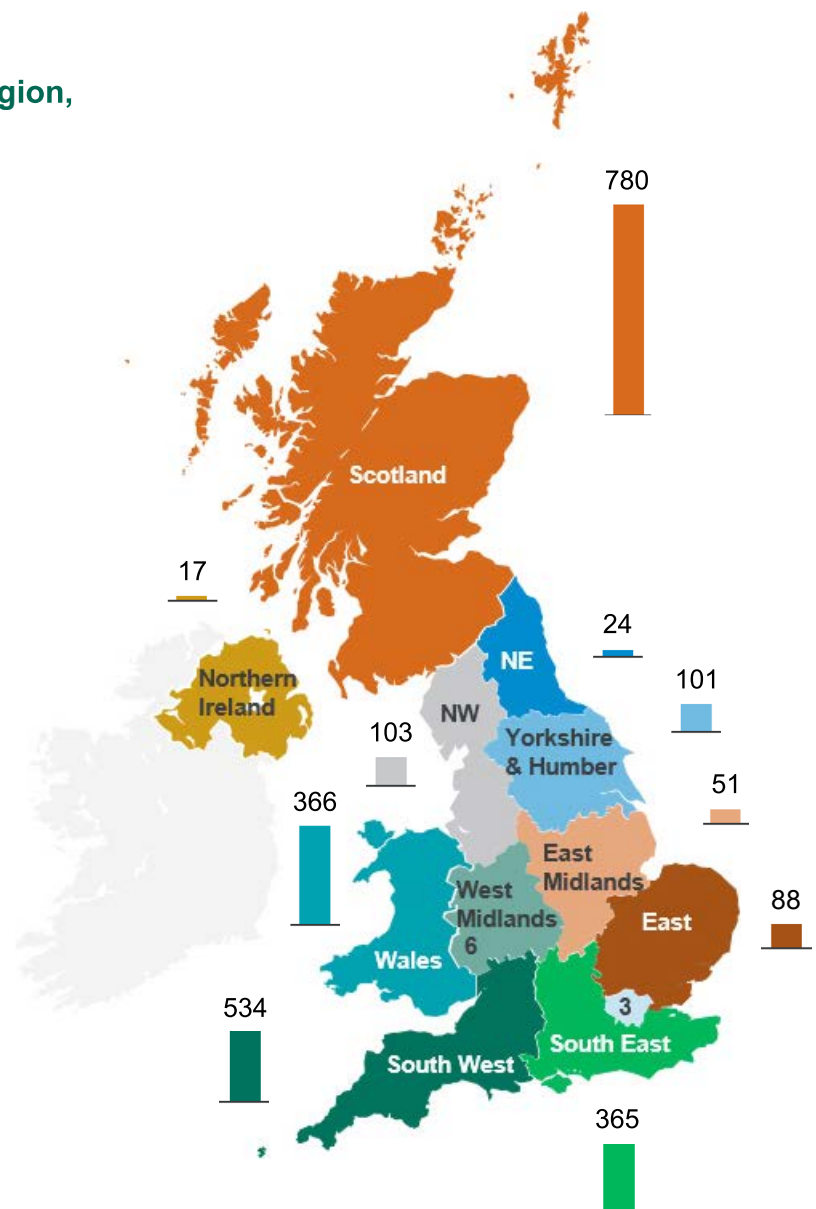 gion,
780
Scotland
17
24
NE
Northern
Ireland
101
NW
103
Yorkshire
& Humber
51
366
East
Midlands
West
Midlands
6
88
East
Wales
534
3
South East
South West
365